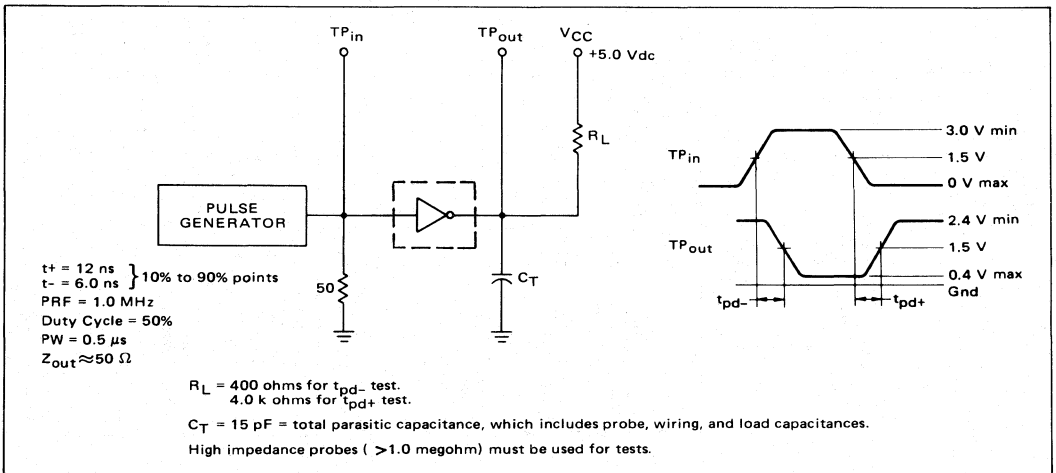 TPin
TPout
VCC
+5.0 Vdc
RL
PULSE
GENERATOR
50
CT
t+ = 12 ns
t- = 6.0 ns
} 10% to 90% points
PRF = 1.0 MHz
Duty Cycle = 50%
PW = 0.5 μs
Zout ≈ 50 Ω
TPin
3.0 V min
1.5 V
0 V max
TPout
2.4 V min
1.5 V
0.4 V max
Gnd
tpd-
tpd+
RL = 400 ohms for tpd- test.
4.0 k ohms for tpd+ test.
CT = 15 pF = total parasitic capacitance, which includes probe, wiring, and load capacitances.
High impedance probes ( >1.0 megohm) must be used for tests.